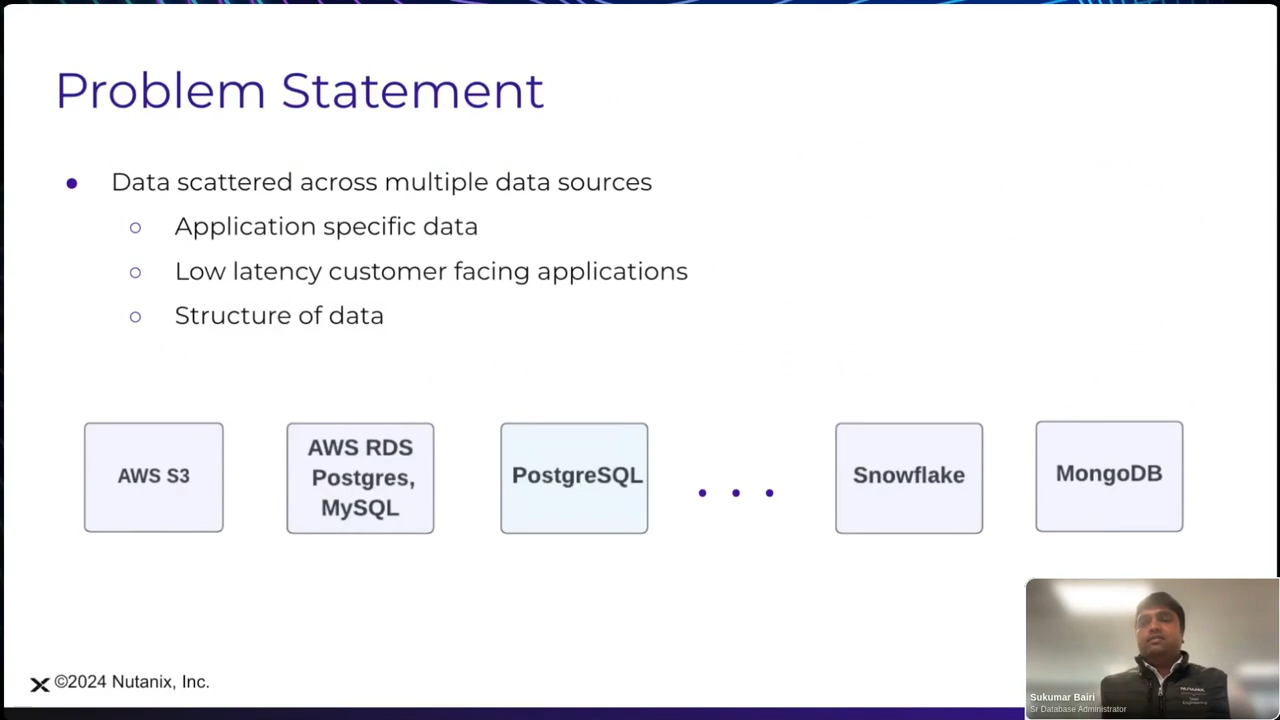 Problem Statement
Data scattered across multiple data sources
Application specific data
Low latency customer facing applications
Structure of data
AWS S3
AWS RDS
Postgres,
MySQL
PostgreSQL
Snowflake
MongoDB
©2024 Nutanix, Inc.
Sukumar Bairi
Sr Database Administrator
NUTANIX